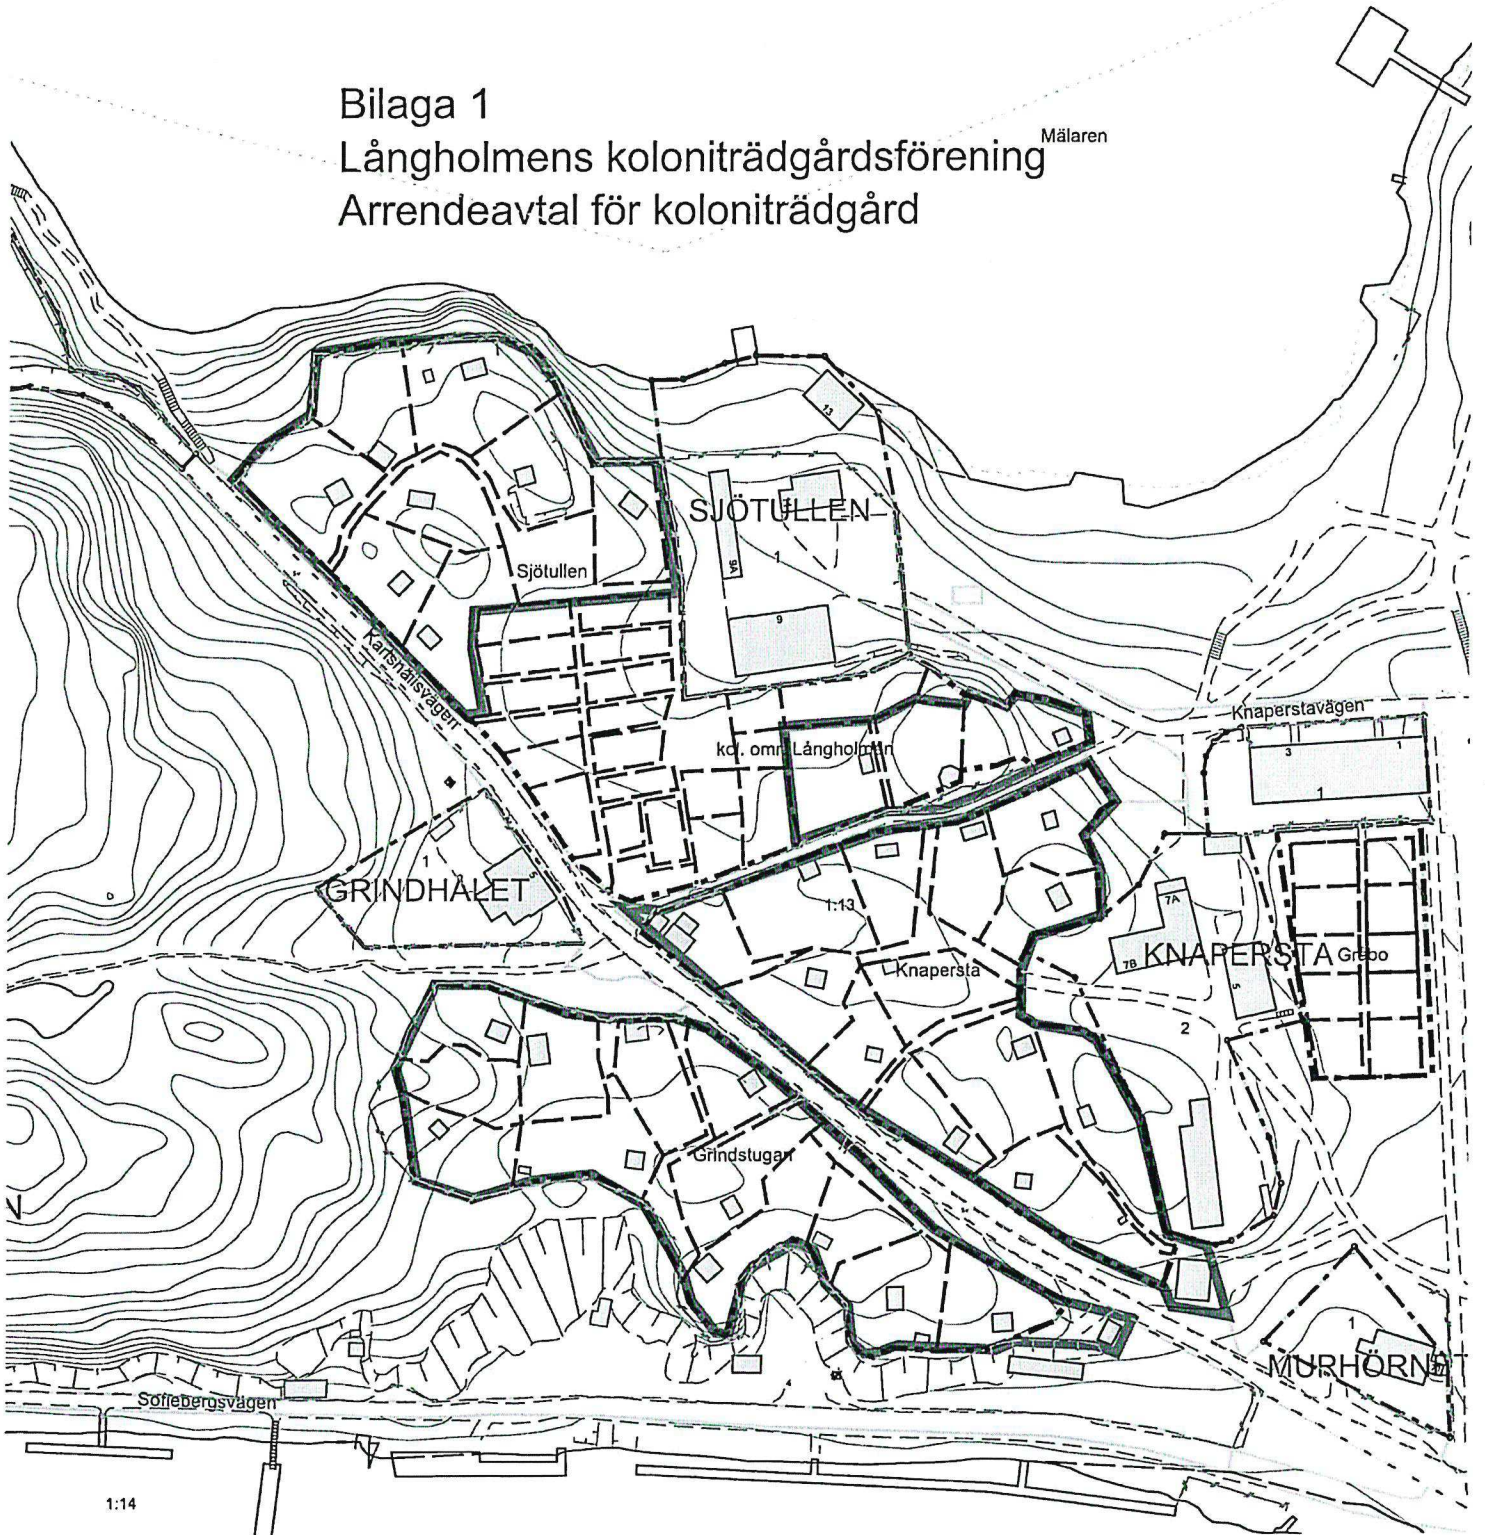 Bilaga 1
Långholmens koloniträdgårdsförening
Mälaren
Arrendeavtal för koloniträdgård
13
SJÖTULLEN
1
9A
Sjötullen
9
Karlshällsvägen
Knaperstavägen
kol. omr. Långholmen
3
1
1
1
5
GRINDHÅLET
1:13
7A
7B
KNAPERSTA
Grebo
Knapersta
5
2
Grindstugan
N
1
MURHÖRNET
4
Sofiebergsvägen
1:14